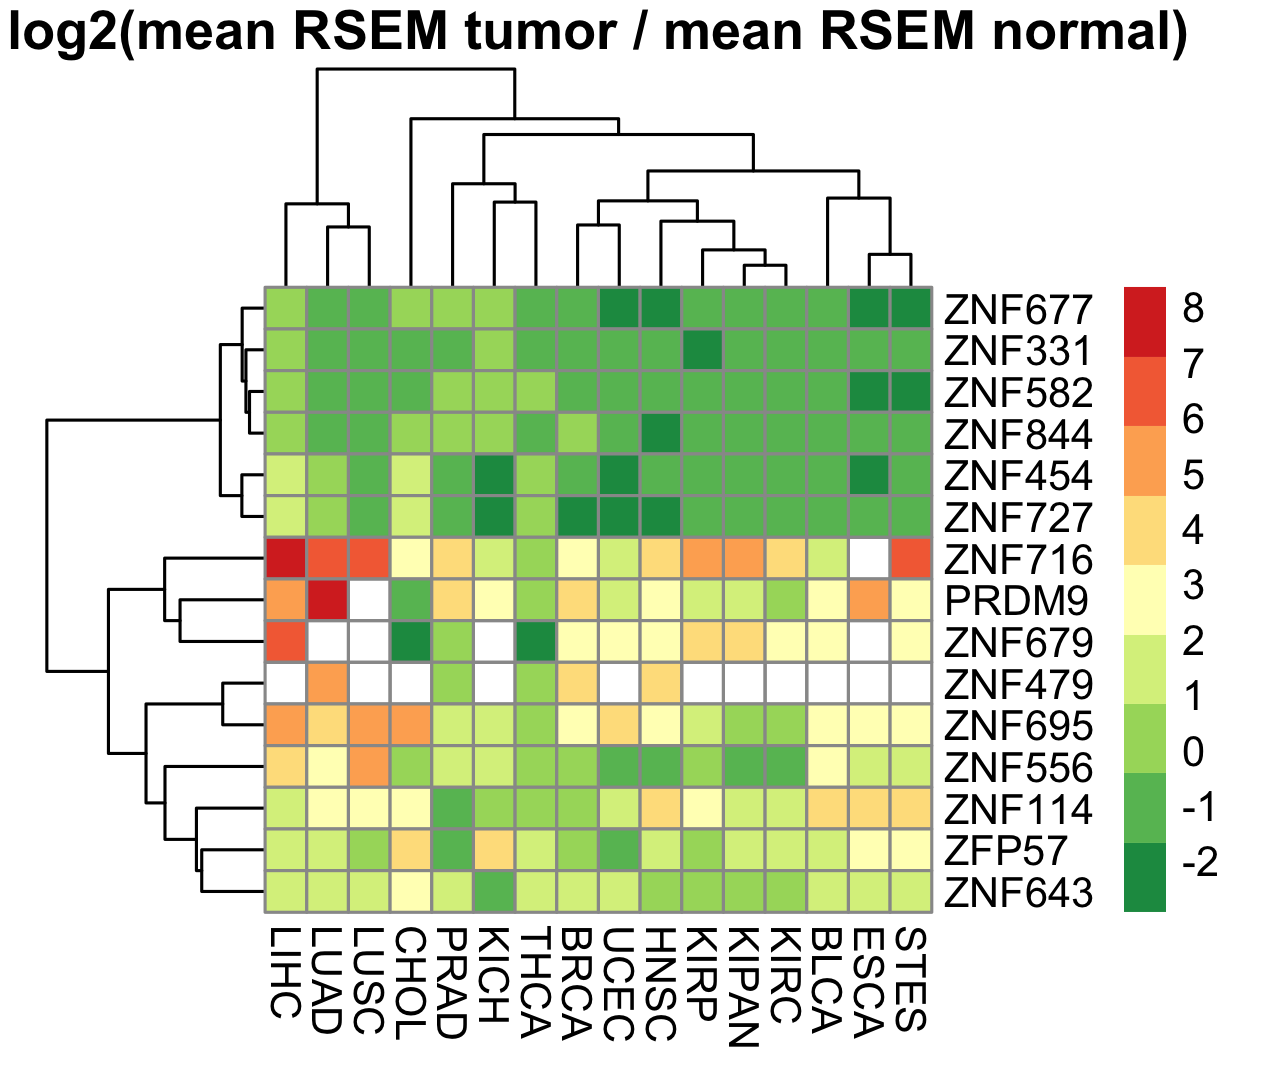 log2(mean RSEM tumor / mean RSEM normal)
ZNF677
ZNF331
ZNF582
ZNF844
ZNF454
ZNF727
ZNF716
PRDM9
ZNF679
ZNF479
ZNF695
ZNF556
ZNF114
ZFP57
ZNF643
8
7
6
5
4
3
2
1
0
-1
-2
LIHC
LUAD
LUSC
CHOL
PRAD
KICH
THCA
BRCA
UCEC
HNSC
KIRP
KIPAN
KIRC
BLCA
ESCA
STES